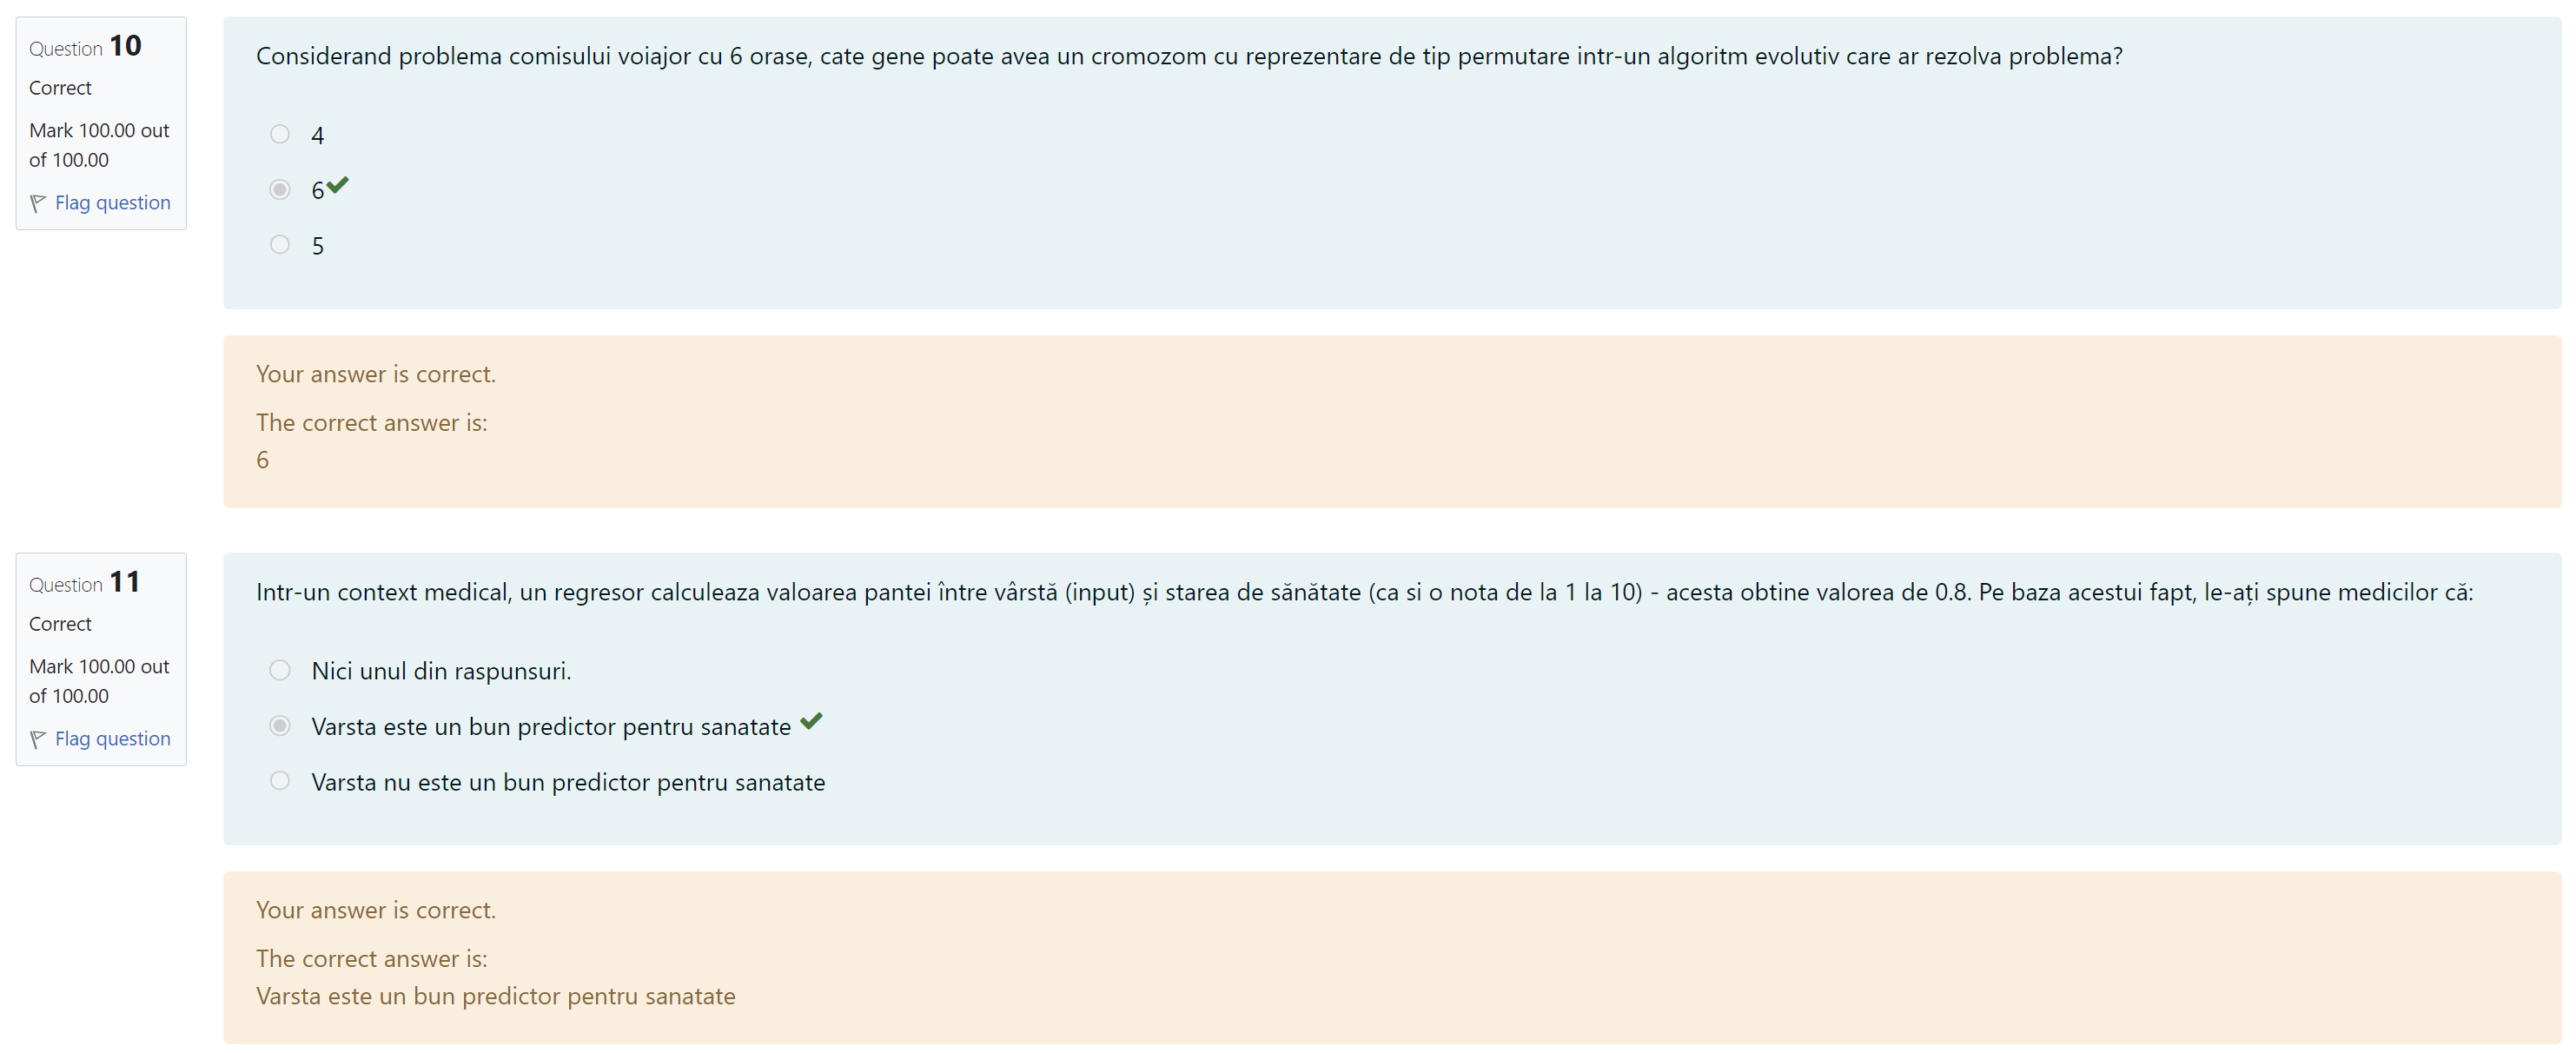 Question 10
Correct
Mark 100.00 out
of 100.00
Flag question
Considerand problema comisului voiajor cu 6 orase, cate gene poate avea un cromozom cu reprezentare de tip permutare intr-un algoritm evolutiv care ar rezolva problema?
4
6
5
Your answer is correct.
The correct answer is:
6
Question 11
Correct
Mark 100.00 out
of 100.00
Flag question
Intr-un context medical, un regresor calculeaza valoarea pantei între vârstă (input) și starea de sănătate (ca si o nota de la 1 la 10) - acesta obtine valorea de 0.8. Pe baza acestui fapt, le-ați spune medicilor că:
Nici unul din raspunsuri.
Varsta este un bun predictor pentru sanatate
Varsta nu este un bun predictor pentru sanatate
Your answer is correct.
The correct answer is:
Varsta este un bun predictor pentru sanatate